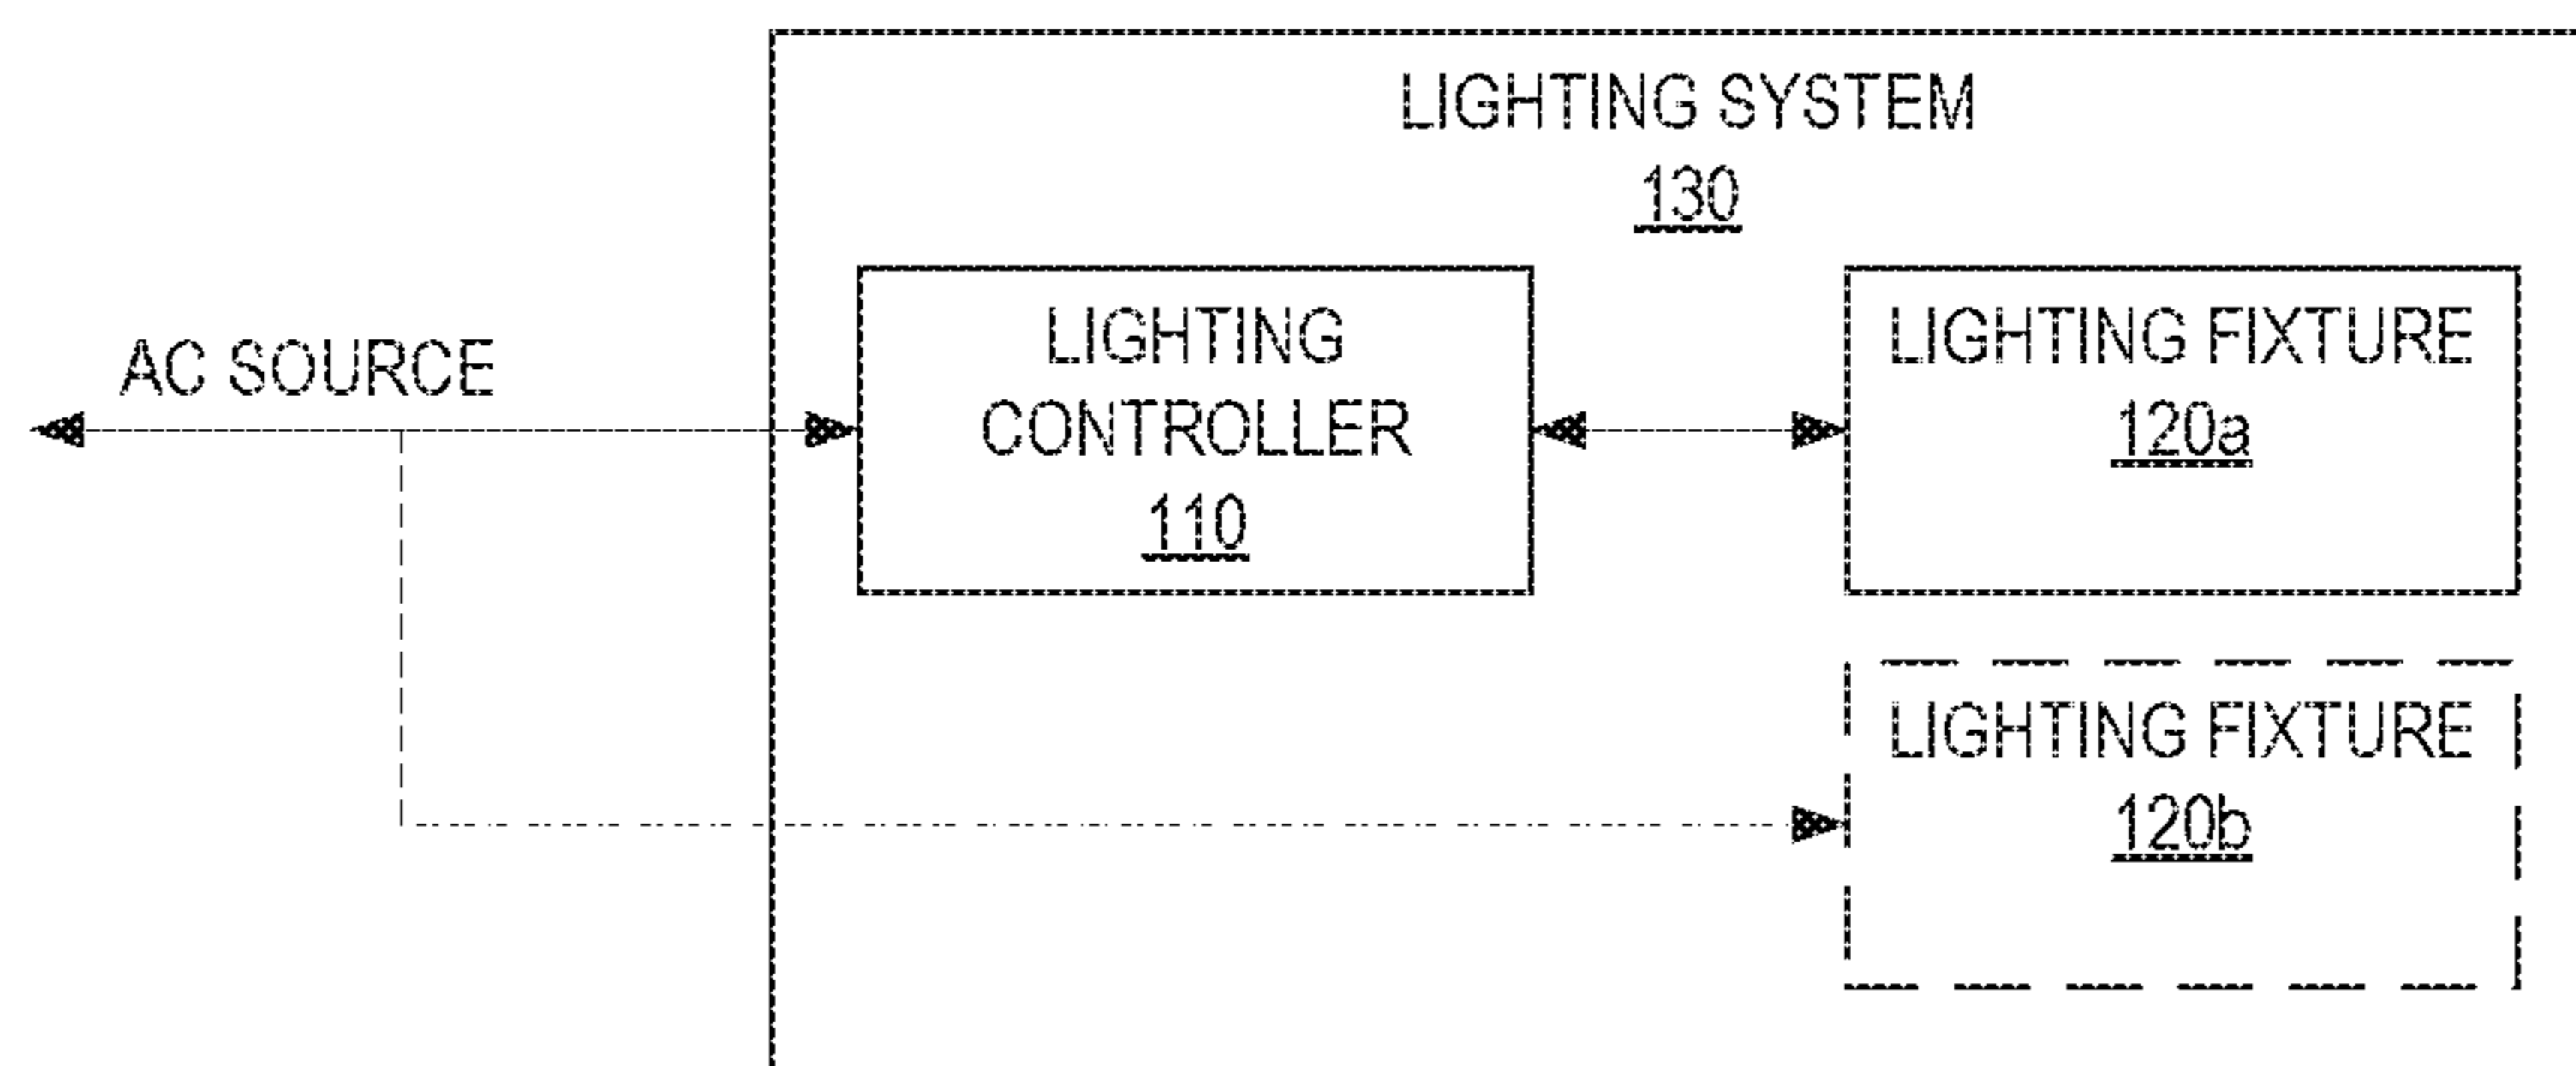 LIGHTING SYSTEM
130
AC SOURCE
LIGHTING
CONTROLLER
110
LIGHTING FIXTURE
120a
LIGHTING FIXTURE
120b